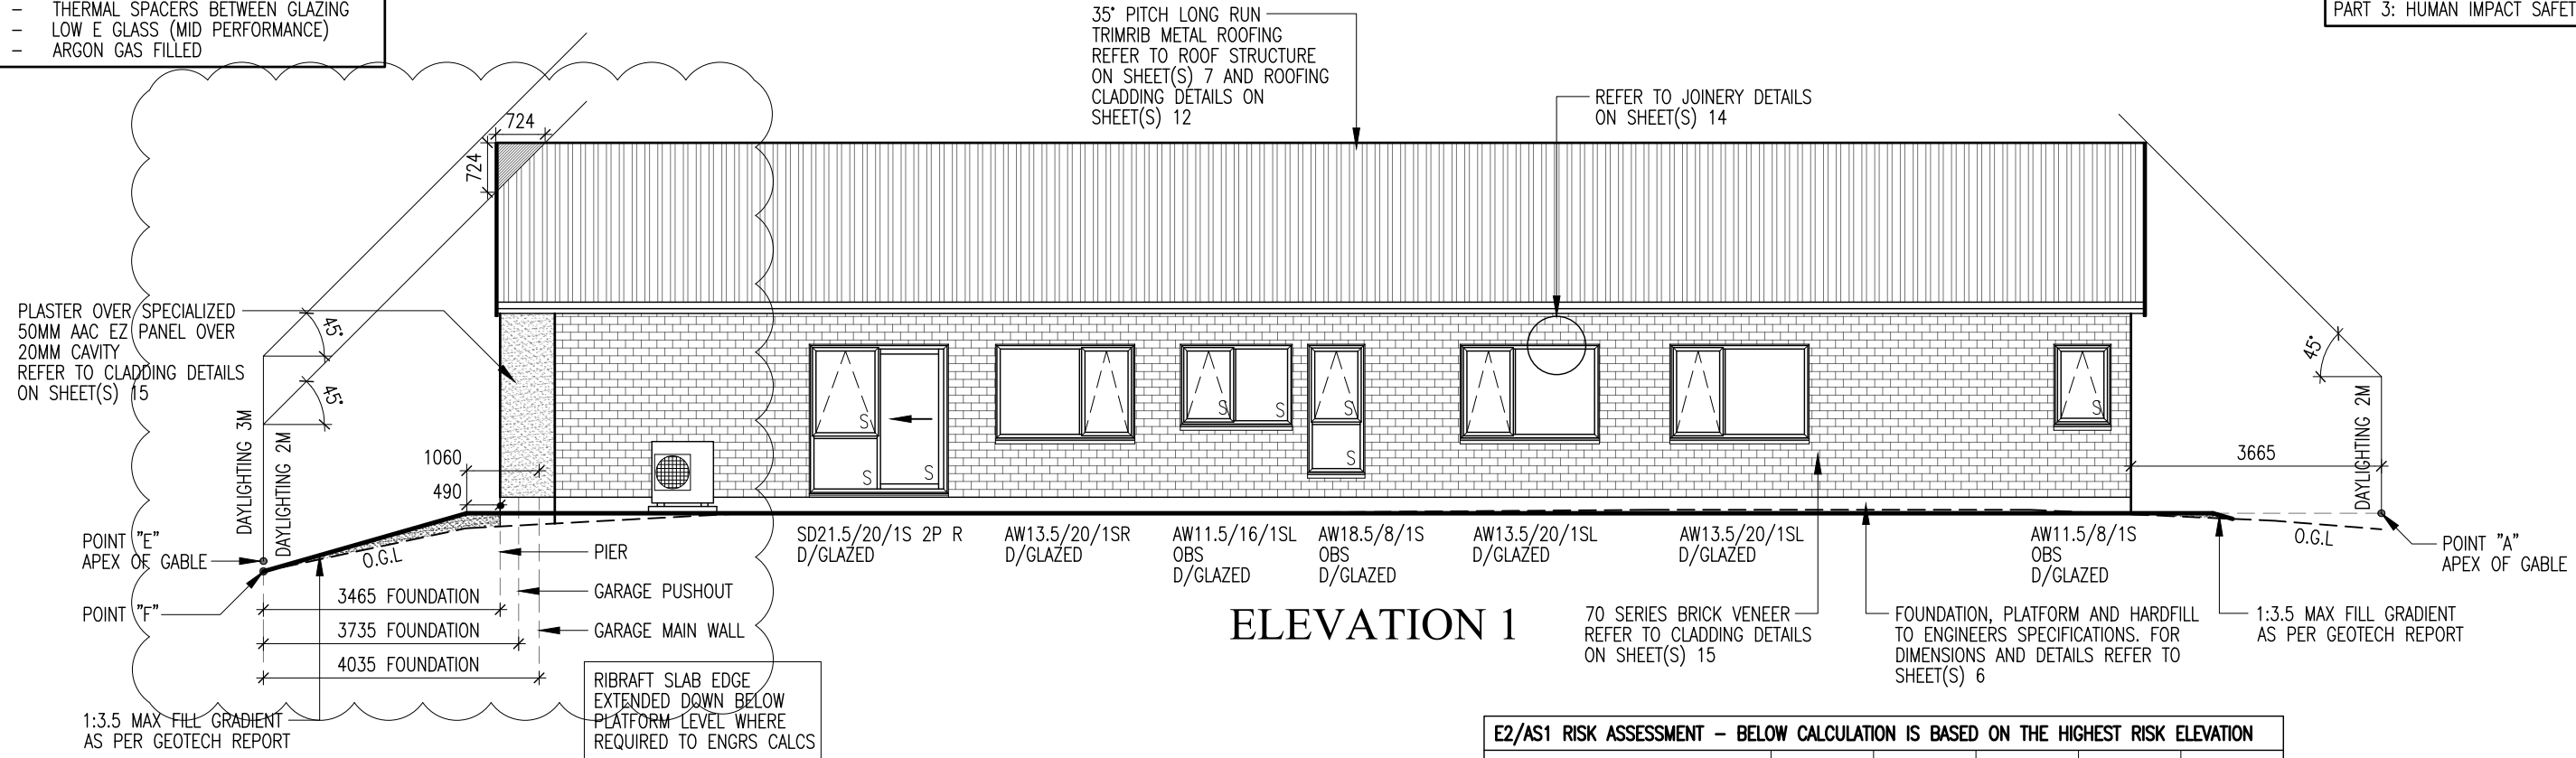 - THERMAL SPACERS BETWEEN GLAZING
- LOW E GLASS (MID PERFORMANCE)
- ARGON GAS FILLED
35° PITCH LONG RUN
TRIMRIB METAL ROOFING
REFER TO ROOF STRUCTURE
ON SHEET(S) 7 AND ROOFING
CLADDING DETAILS ON
SHEET(S) 12
PART 3: HUMAN IMPACT SAFET
REFER TO JOINERY DETAILS
ON SHEET(S) 14
724
724
PLASTER OVER SPECIALIZED
50MM AAC EZ PANEL OVER
20MM CAVITY
REFER TO CLADDING DETAILS
ON SHEET(S) 15
45°
45°
45°
DAYLIGHTING 3M
DAYLIGHTING 2M
1060
490
S
S
S
S
S
S
S
S
3665
DAYLIGHTING 2M
POINT "E"
APEX OF GABLE
POINT "F"
O.G.L
PIER
GARAGE PUSHOUT
GARAGE MAIN WALL
3465 FOUNDATION
3735 FOUNDATION
4035 FOUNDATION
SD21.5/20/1S 2P R
D/GLAZED
AW13.5/20/1SR
D/GLAZED
AW11.5/16/1SL
OBS
D/GLAZED
AW18.5/8/1S
OBS
D/GLAZED
AW13.5/20/1SL
D/GLAZED
AW13.5/20/1SL
D/GLAZED
AW11.5/8/1S
OBS
D/GLAZED
O.G.L
POINT "A"
APEX OF GABLE
ELEVATION 1
70 SERIES BRICK VENEER
REFER TO CLADDING DETAILS
ON SHEET(S) 15
FOUNDATION, PLATFORM AND HARDFILL
TO ENGINEERS SPECIFICATIONS. FOR
DIMENSIONS AND DETAILS REFER TO
SHEET(S) 6
1:3.5 MAX FILL GRADIENT
AS PER GEOTECH REPORT
1:3.5 MAX FILL GRADIENT
AS PER GEOTECH REPORT
RIBRAFT SLAB EDGE
EXTENDED DOWN BELOW
PLATFORM LEVEL WHERE
REQUIRED TO ENGRS CALCS
E2/AS1 RISK ASSESSMENT – BELOW CALCULATION IS BASED ON THE HIGHEST RISK ELEVATION